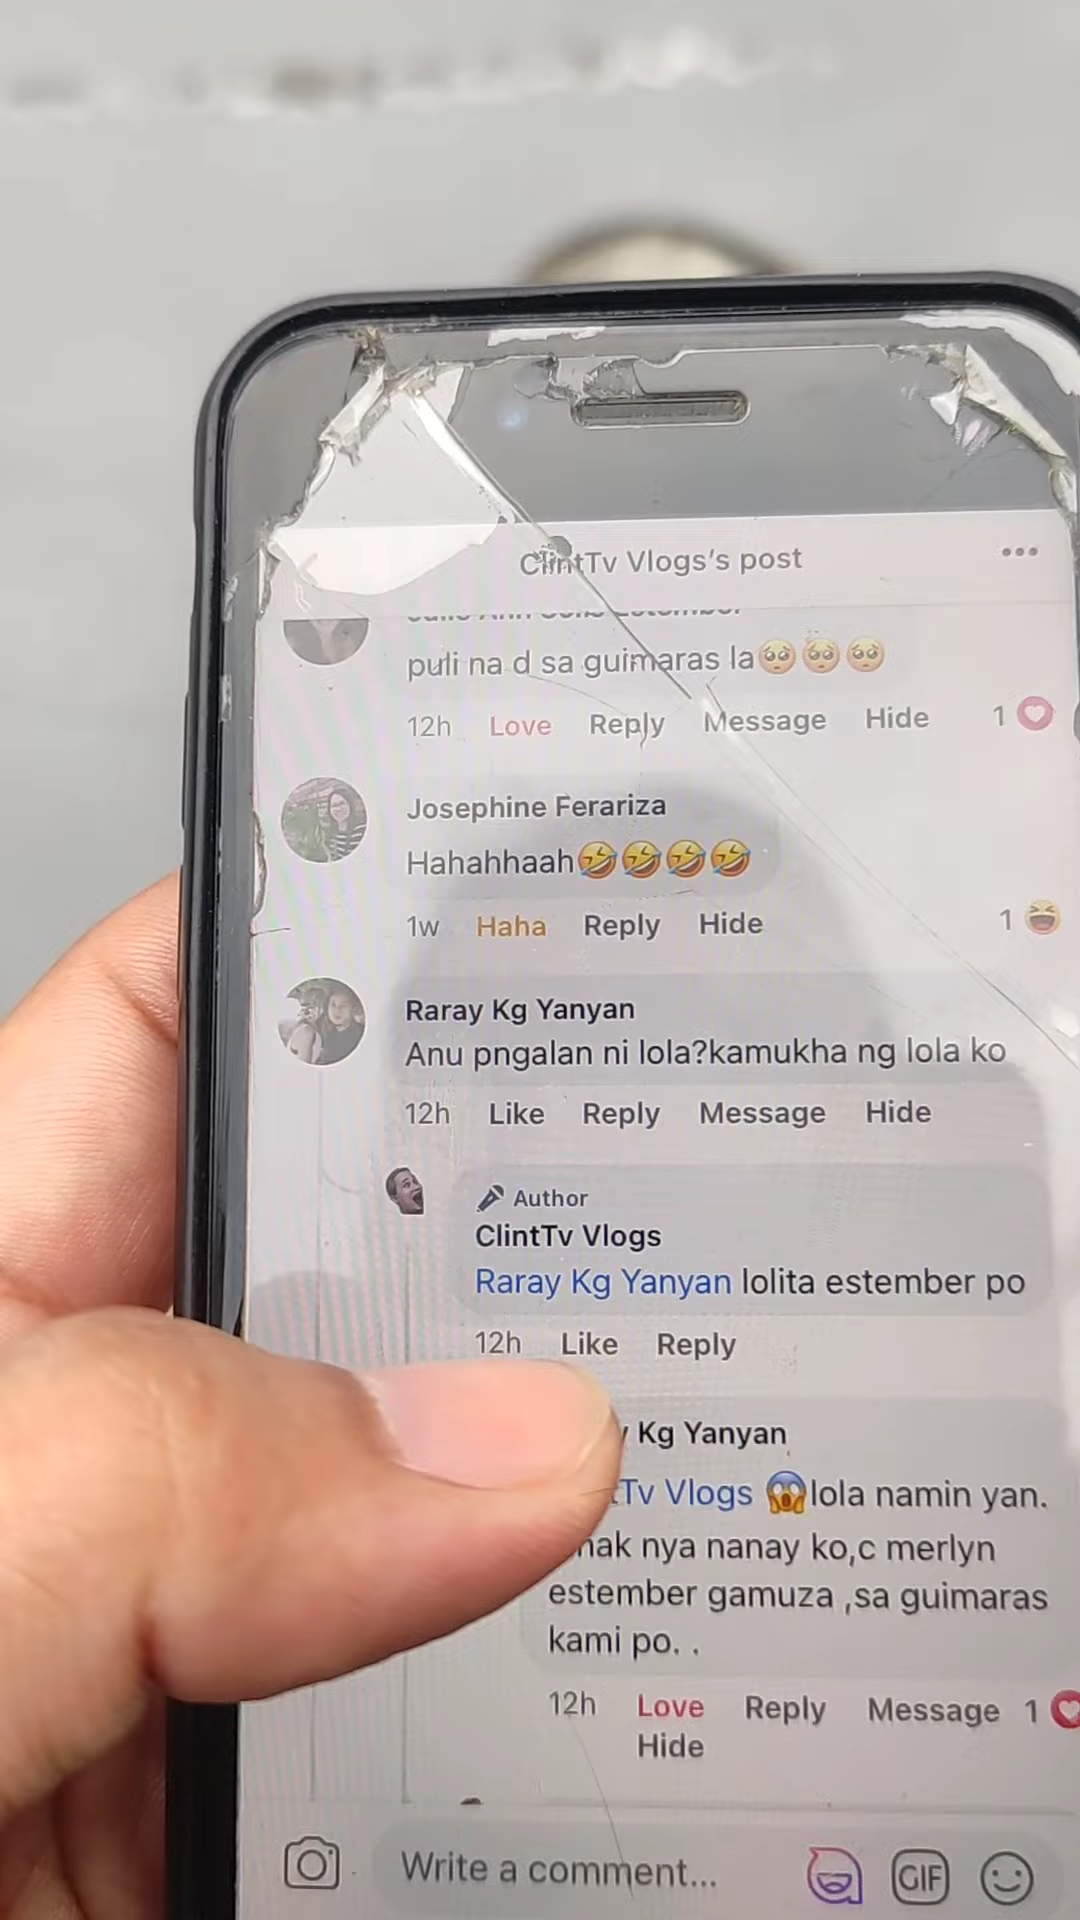 ClintTv Vlogs's post
puli na d sa guimaras la🥺🥺🥺
12h Love Reply Message Hide 1
Josephine Ferariza
Hahahhaah🤣🤣🤣🤣
1w Haha Reply Hide 1
Raray Kg Yanyan
Anu pngalan ni lola?kamukha ng lola ko
12h Like Reply Message Hide
Author
ClintTv Vlogs
Raray Kg Yanyan lolita estember po
12h Like Reply
Kg Yanyan
Tv Vlogs 😱lola namin yan.
nya nanay ko,c merlyn
estember gamuza ,sa guimaras
kami po. .
12h Love Reply Message 1
Hide
Write a comment...
GIF